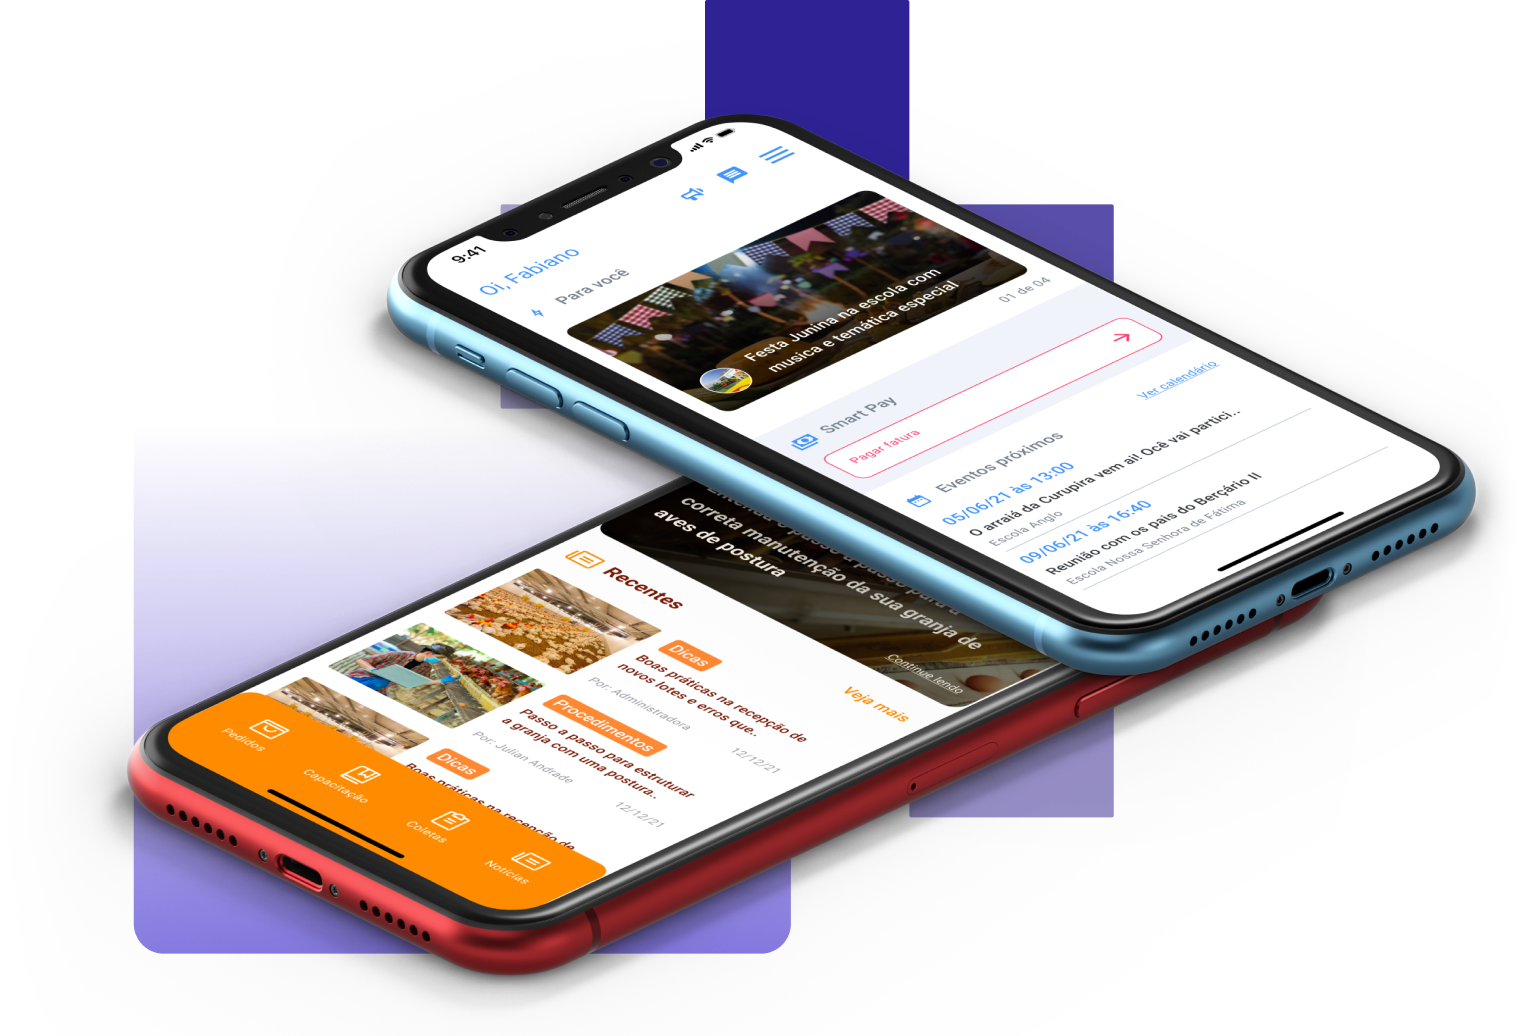 9:41
Oi, Fabiano
Para você
Festa Junina na escola com
musica e temática especial
01 de 04
Smart Pay
Pagar fatura
Eventos próximos
Ver calendário
05/06/21 às 13:00
O arraiá da Curupira vem ai! Ocê vai partici..
Escola Anglo
09/06/21 às 16:40
Reunião com os pais do Berçário II
Escola Nossa Senhora de Fátima
correta manutenção da sua granja de
aves de postura
Continue lendo
Recentes
Veja mais
Dicas
Boas práticas na recepção de
novos lotes e erros que..
Por: Administradora
12/12/21
Procedimentos
Passo a passo para estruturar
a granja com uma postura..
Por: Julian Andrade
12/12/21
Dicas
Boas práticas na recepção de
Pedidos
Capacitação
Coletas
Notícias